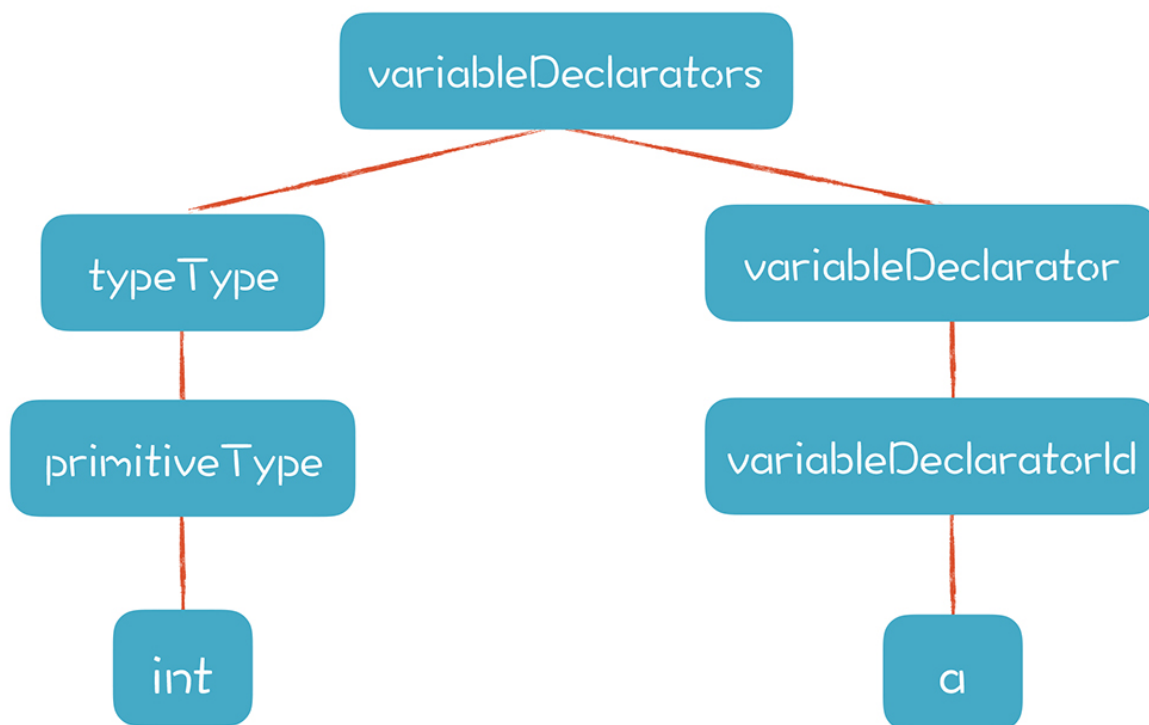 variableDeclarators
typeType
variableDeclarator
primitiveType
variableDeclaratorId
int
a